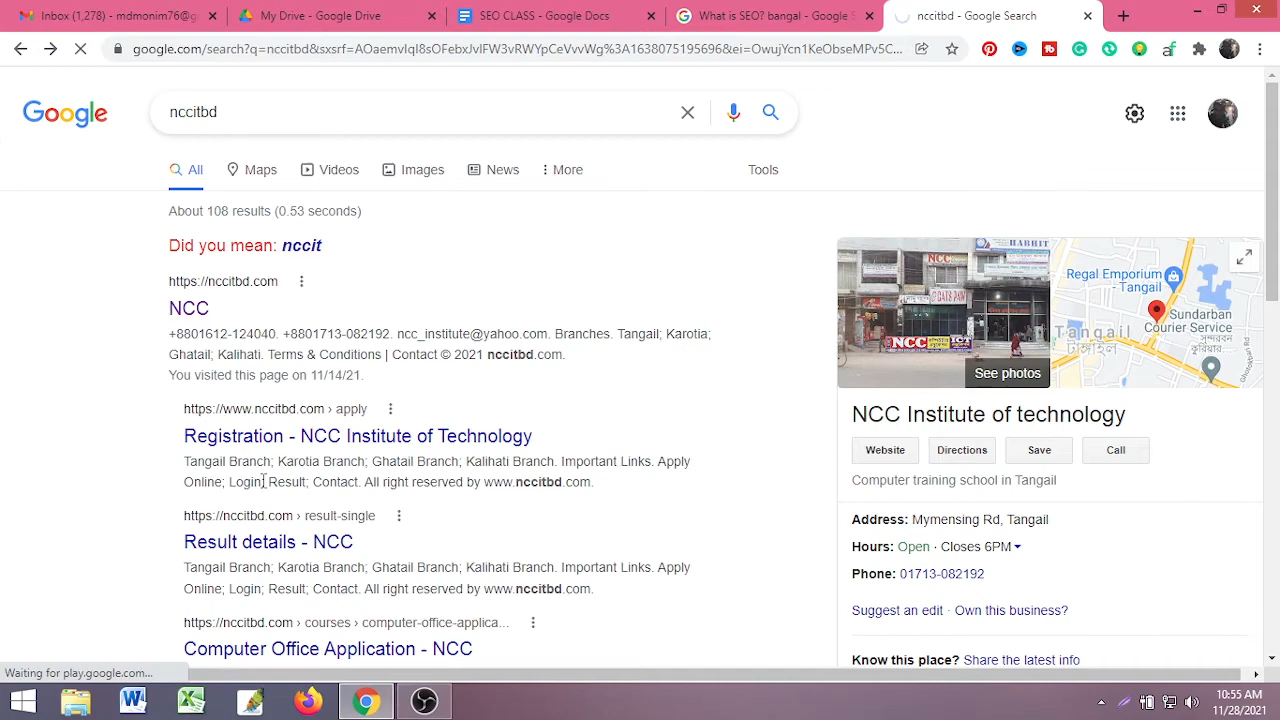 Inbox (1,278) - mdmonim76@g
My Drive - Google Drive
SEO CLASS - Google Docs
What is SEO? bangal - Google S
nccitbd - Google Search
google.com/search?q=nccitbd&sxsrf=AOaemvIqI8sOFebxJvlFW3vRWYpCeVvvWg%3A1638075195696&ei=OwujYcn1KeObseMPv5C...
Google
nccitbd
All
Maps
Videos
Images
News
More
Tools
About 108 results (0.53 seconds)
Did you mean: nccit
https://nccitbd.com
NCC
+8801612-124040. +8801713-082192. ncc_institute@yahoo.com. Branches. Tangail; Karotia;
Ghatail; Kalihati. Terms & Conditions | Contact © 2021 nccitbd.com.
You visited this page on 11/14/21.
https://www.nccitbd.com › apply
Registration - NCC Institute of Technology
Tangail Branch; Karotia Branch; Ghatail Branch; Kalihati Branch. Important Links. Apply
Online; Login; Result; Contact. All right reserved by www.nccitbd.com.
https://nccitbd.com › result-single
Result details - NCC
Tangail Branch; Karotia Branch; Ghatail Branch; Kalihati Branch. Important Links. Apply
Online; Login; Result; Contact. All right reserved by www.nccitbd.com.
https://nccitbd.com › courses › computer-office-applica...
Computer Office Application - NCC
NCC
HABHIT
NCC
See photos
Regal Emporium
- Tangail
Sundarban
Courier Service
সুন্দরবন
কুরিয়ার
Tangail
টাঙ্গাইল
NCC Institute of technology
Website
Directions
Save
Call
Computer training school in Tangail
Address: Mymensing Rd, Tangail
Hours: Open · Closes 6PM
Phone: 01713-082192
Suggest an edit · Own this business?
Know this place? Share the latest info
Waiting for play.google.com...
10:55 AM
11/28/2021